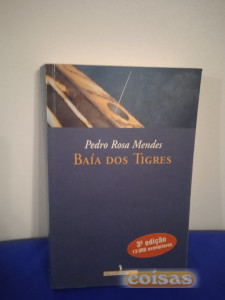 Pedro Rosa Mendes
BAÍA DOS TIGRES
3ª edição
coisas